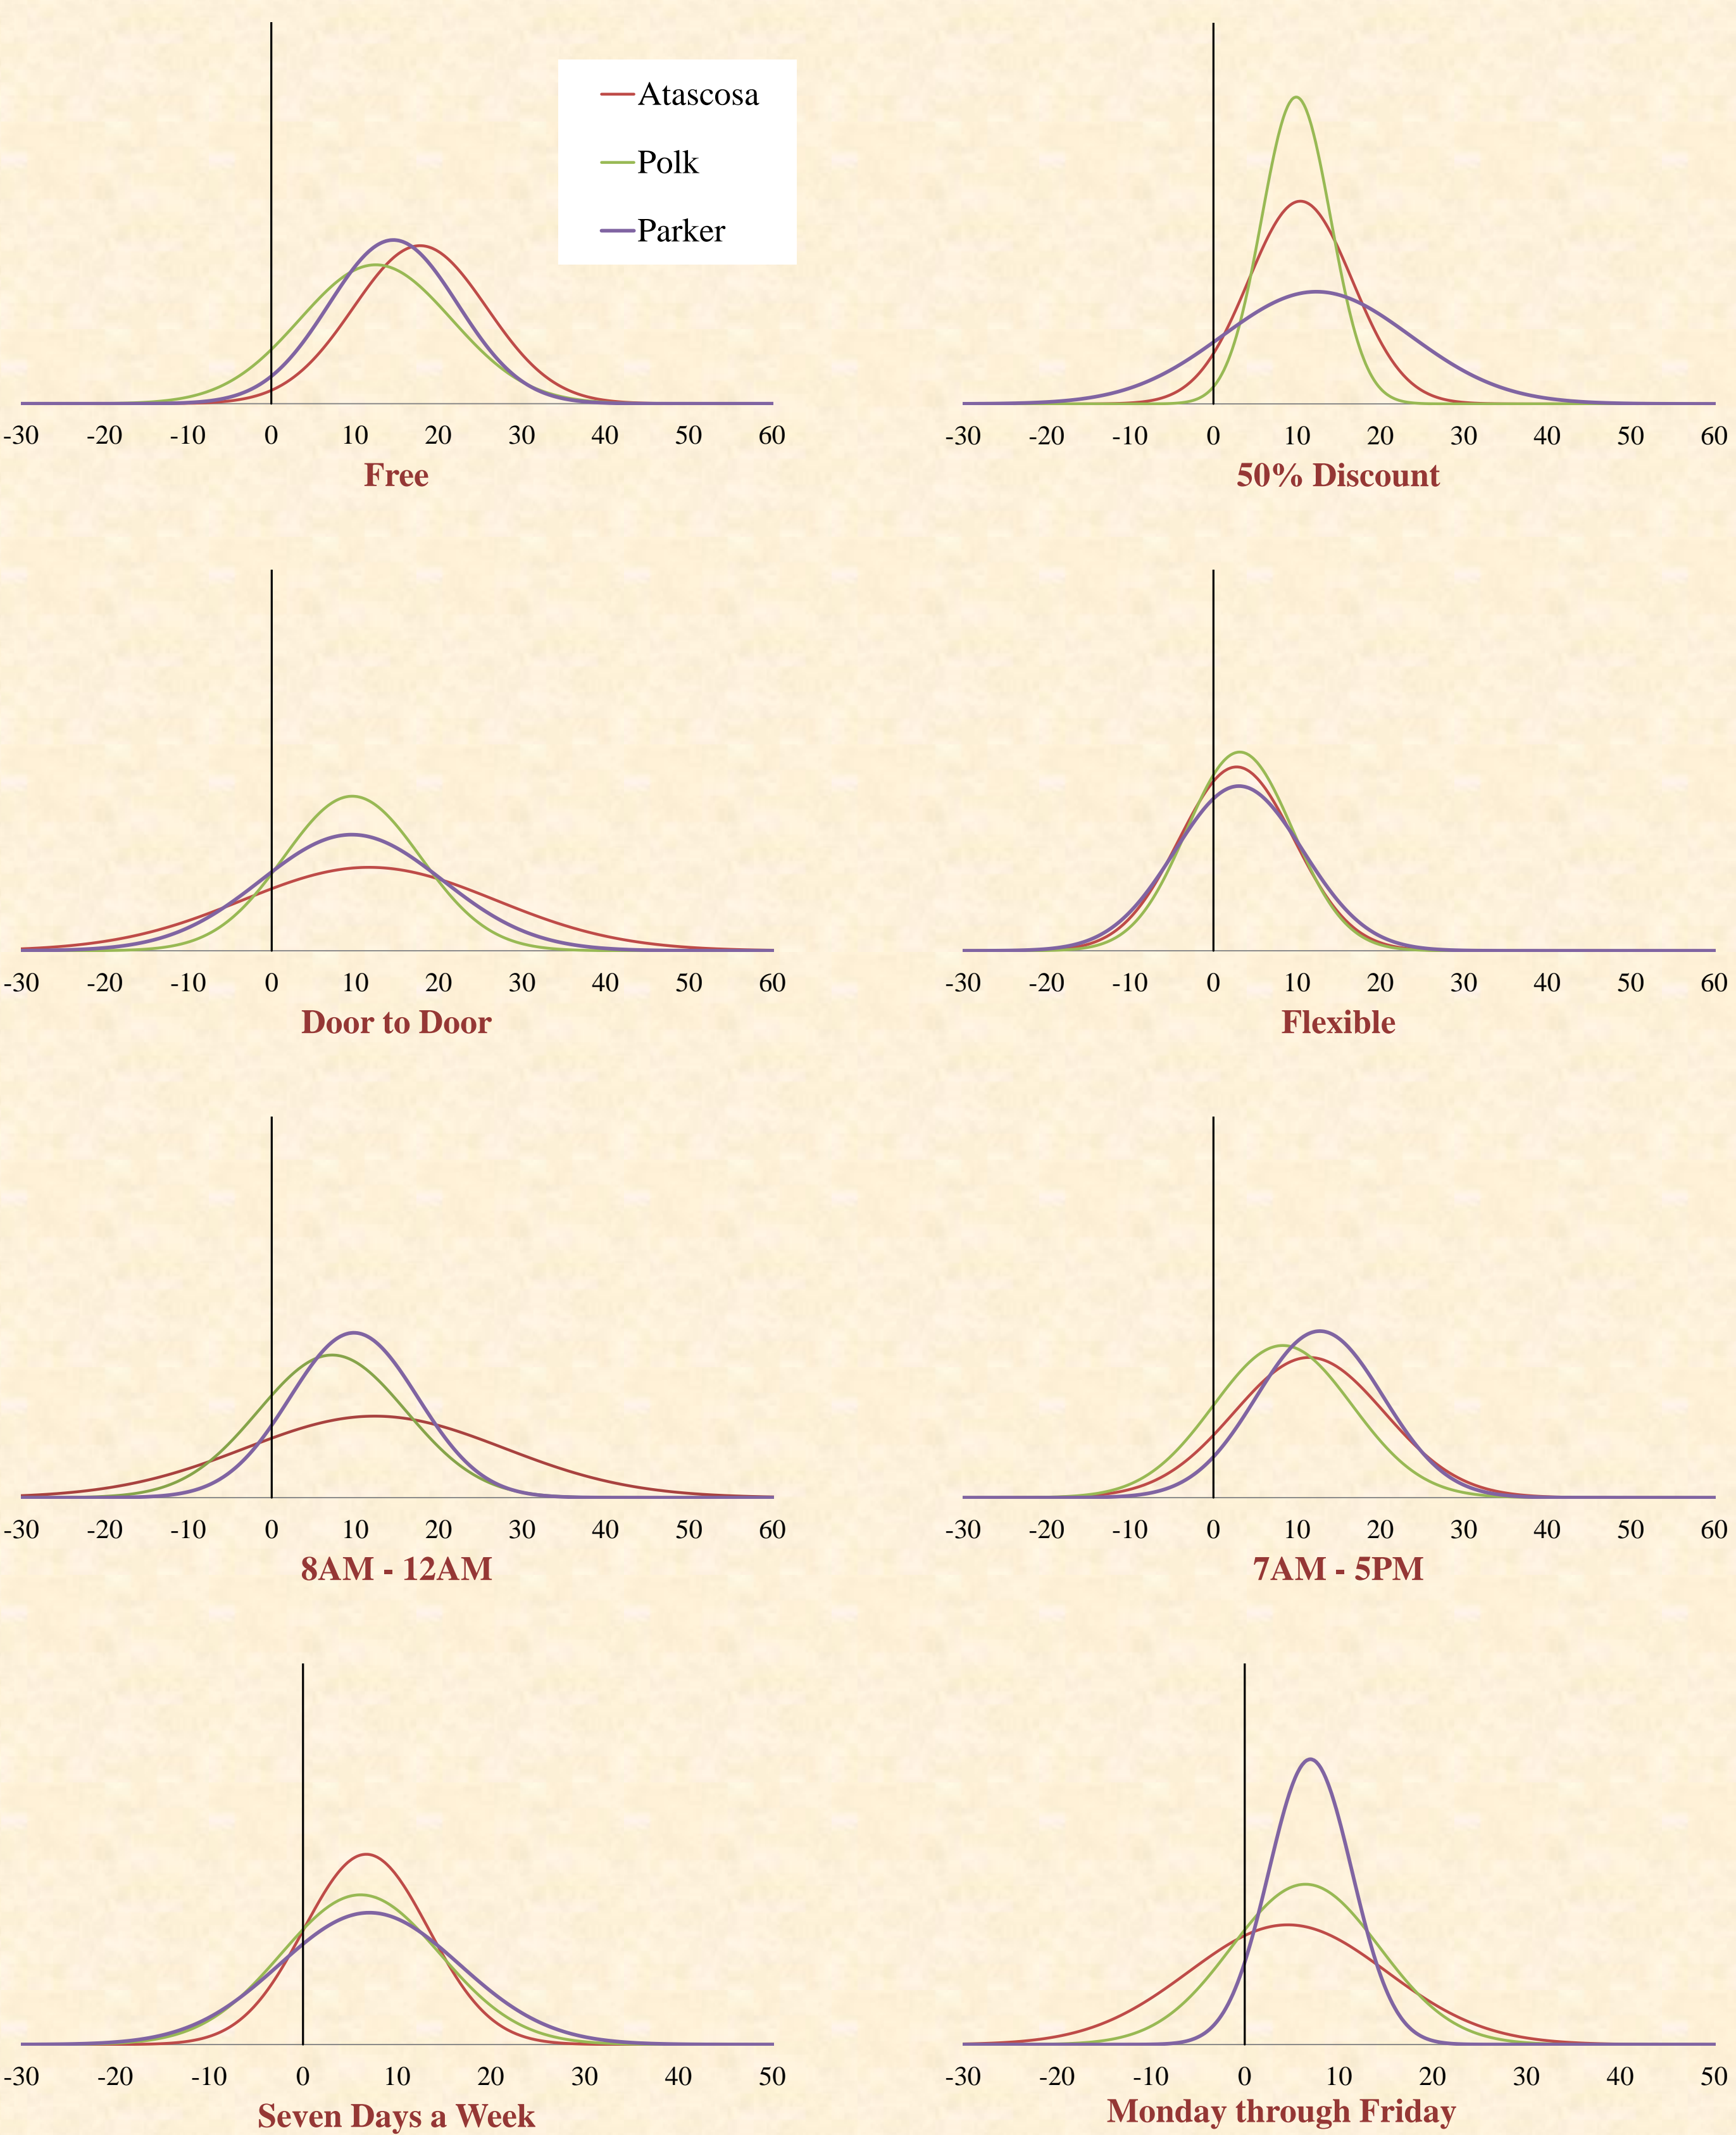 Atascosa
Polk
Parker
-30 -20 -10 0 10 20 30 40 50 60
Free
-30 -20 -10 0 10 20 30 40 50 60
50% Discount
-30 -20 -10 0 10 20 30 40 50 60
Door to Door
-30 -20 -10 0 10 20 30 40 50 60
Flexible
-30 -20 -10 0 10 20 30 40 50 60
8AM - 12AM
-30 -20 -10 0 10 20 30 40 50 60
7AM - 5PM
-30 -20 -10 0 10 20 30 40 50
Seven Days a Week
-30 -20 -10 0 10 20 30 40 50
Monday through Friday